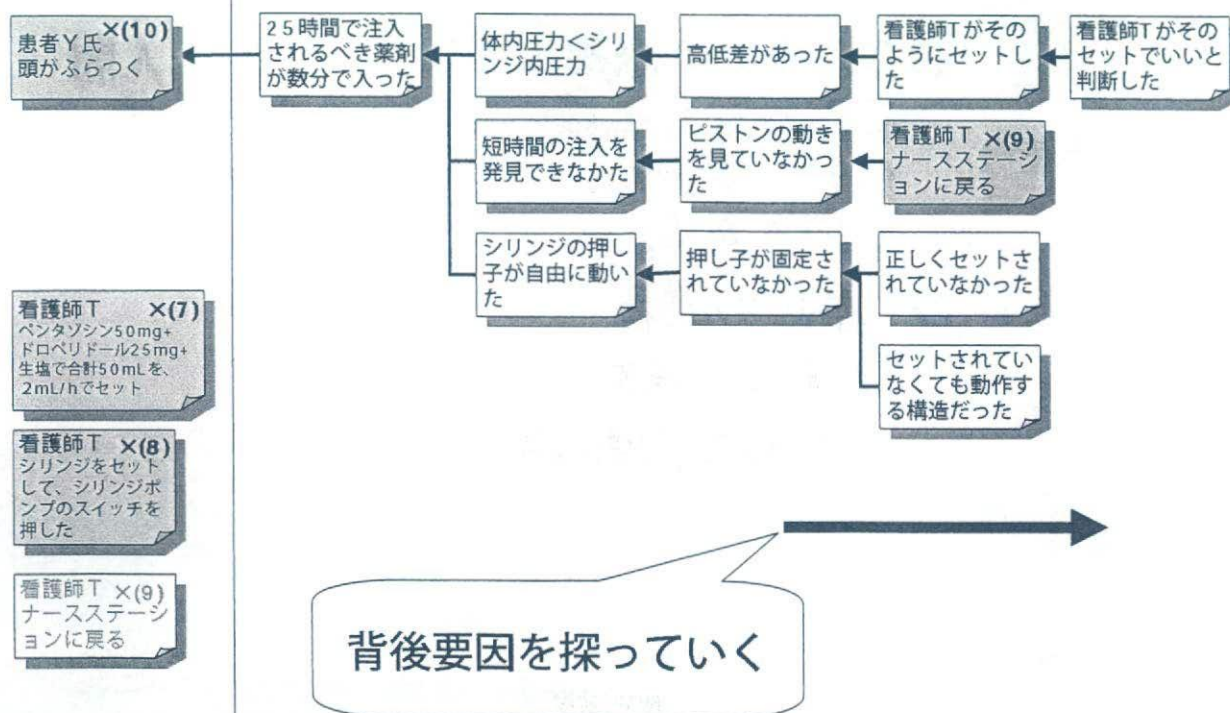 患者Y氏 ×(10)
頭がふらつく
25時間で注入
されるべき薬剤
が数分で入った
体内圧力<シリ
ンジ内圧力
高低差があった
看護師Tがその
ようにセットし
た
看護師Tがその
セットでいいと
判断した
短時間の注入を
発見できなかた
ピストンの動き
を見ていなかっ
た
看護師T ×(9)
ナースステーシ
ョンに戻る
シリンジの押し
子が自由に動い
た
押し子が固定さ
れていなかった
正しくセットさ
れていなかった
セットされてい
なくても動作す
る構造だった
看護師T ×(7)
ペンタゾシン50mg+
ドロペリドール25mg+
生塩で合計50mLを、
2mL/hでセット
看護師T ×(8)
シリンジをセット
して、シリンジポ
ンプのスイッチを
押した
看護師T ×(9)
ナースステーシ
ョンに戻る
背後要因を探っていく